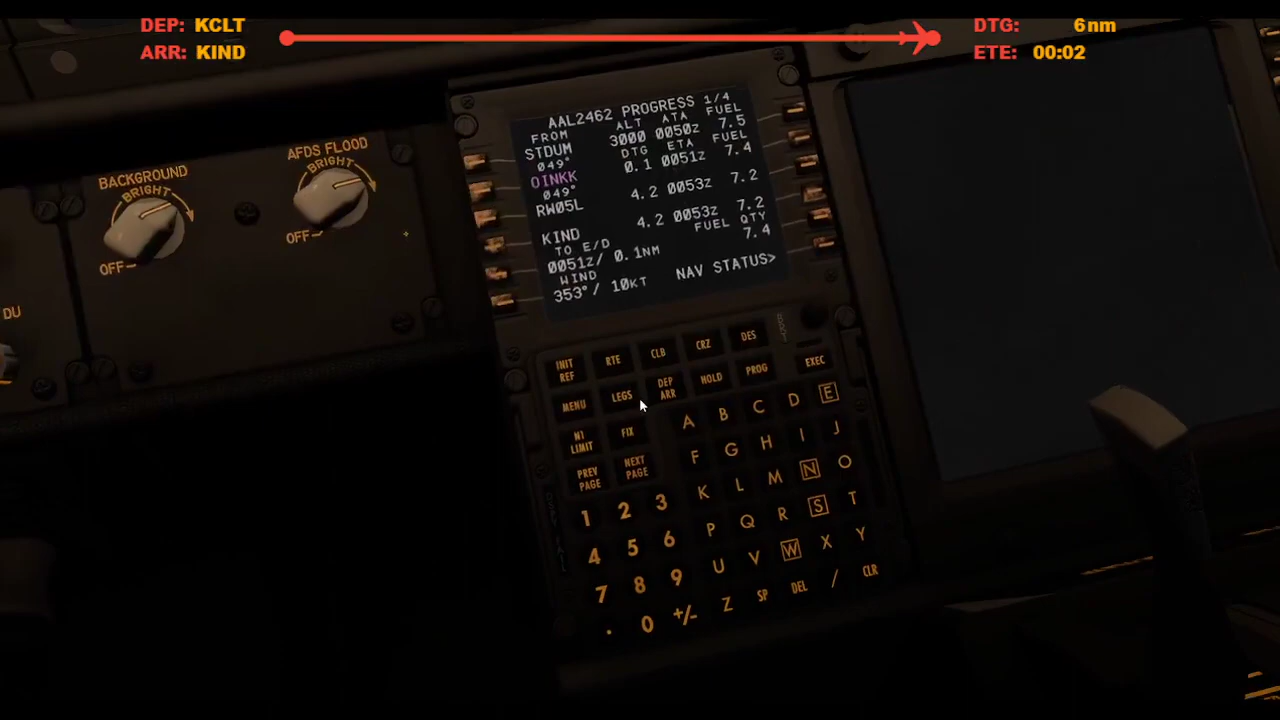 DEP: KCLT
ARR: KIND
DTG: 6nm
ETE: 00:02
BACKGROUND
BRIGHT
OFF
AFDS FLOOD
BRIGHT
OFF
DU
AAL2462 PROGRESS 1/4
FROM ALT ATA FUEL
STDUM 3000 0050Z 7.5
049° DTG ETA FUEL
OINKK 0.1 0051Z 7.4
049°
RW05L 4.2 0053Z 7.2
KIND 4.2 0053Z 7.2
TO E/D FUEL QTY
0051Z/ 0.1NM 7.4
WIND
353°/ 10KT NAV STATUS>
INIT REF RTE CLB CRZ DES
MENU LEGS DEP ARR HOLD PROG EXEC
N1 LIMIT FIX
PREV PAGE NEXT PAGE
A B C D E
F G H I J
K L M N O
P Q R S T
U V W X Y
Z SP DEL / CLR
1 2 3
4 5 6
7 8 9
. 0 +/-